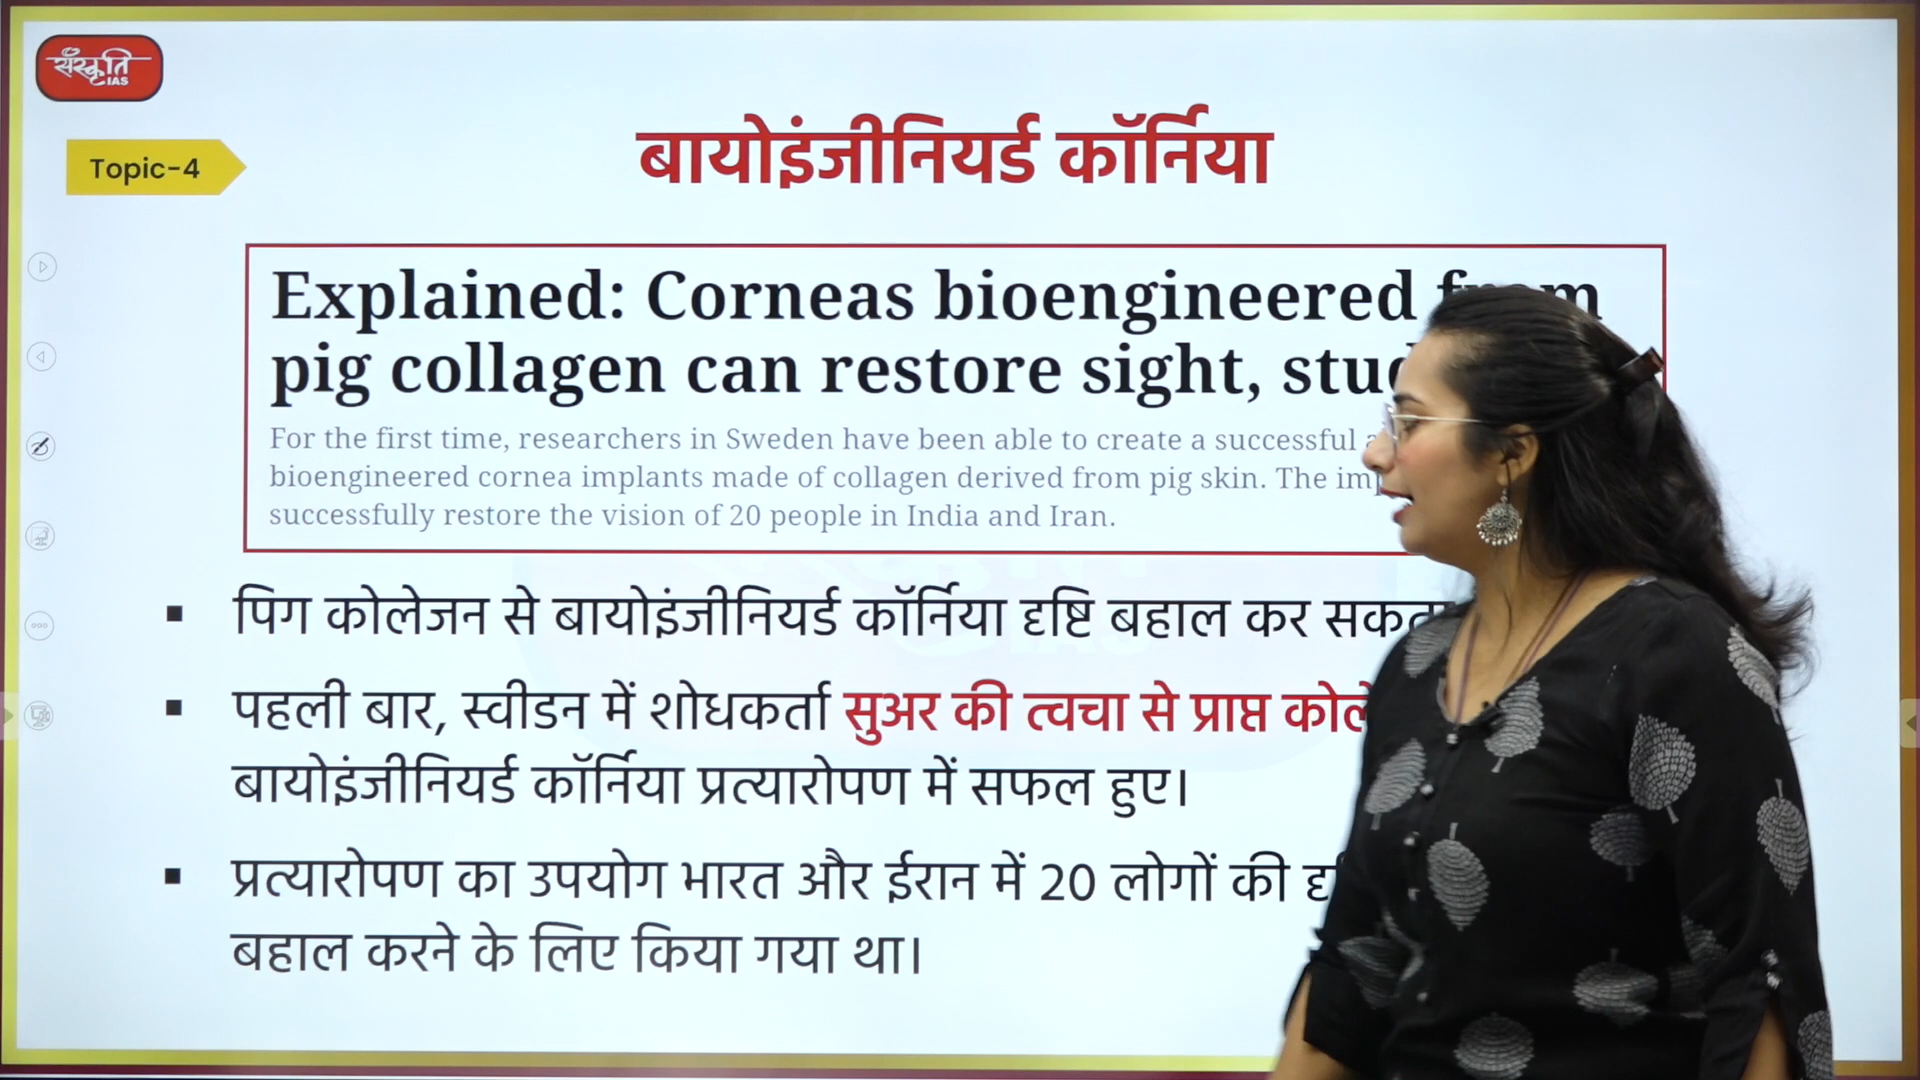 संस्कृति
IAS
Topic-4
बायोइंजीनियर्ड कॉर्निया
Explained: Corneas bioengineered from
pig collagen can restore sight,
For the first time, researchers in Sweden have been able to create a successful
bioengineered cornea implants made of collagen derived from pig skin. The
successfully restore the vision of 20 people in India and Iran.
▪ पिग कोलेजन से बायोइंजीनियर्ड कॉर्निया दृष्टि बहाल कर
▪ पहली बार, स्वीडन में शोधकर्ता सुअर की त्वचा से प्राप्त
बायोइंजीनियर्ड कॉर्निया प्रत्यारोपण में सफल हुए।
▪ प्रत्यारोपण का उपयोग भारत और ईरान में 20 लोगों की
बहाल करने के लिए किया गया था।